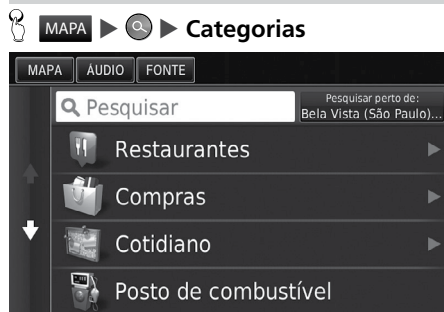 MAPA Categorias
MAPA ÁUDIO FONTE
Pesquisar
Pesquisar perto de:
Bela Vista (São Paulo)...
Restaurantes
Compras
Cotidiano
Posto de combustível